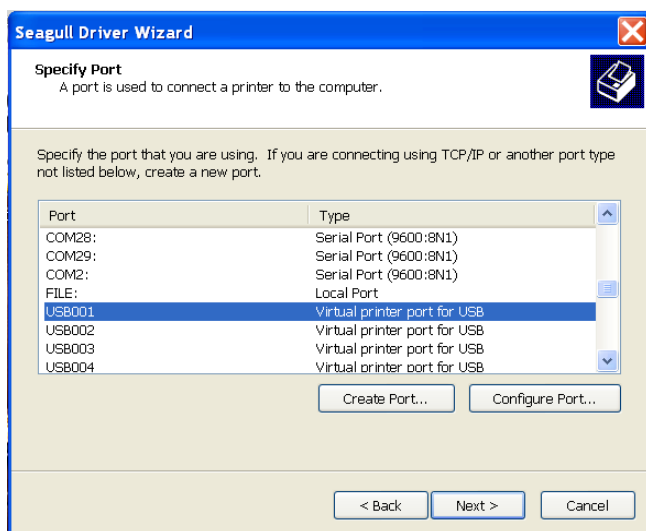 Seagull Driver Wizard
Specify Port
A port is used to connect a printer to the computer.
Specify the port that you are using.  If you are connecting using TCP/IP or another port type
not listed below, create a new port.
Port Type
COM28: Serial Port (9600:8N1)
COM29: Serial Port (9600:8N1)
COM2: Serial Port (9600:8N1)
FILE: Local Port
USB001 Virtual printer port for USB
USB002 Virtual printer port for USB
USB003 Virtual printer port for USB
USB004 Virtual printer port for USB
Create Port... Configure Port...
< Back Next > Cancel